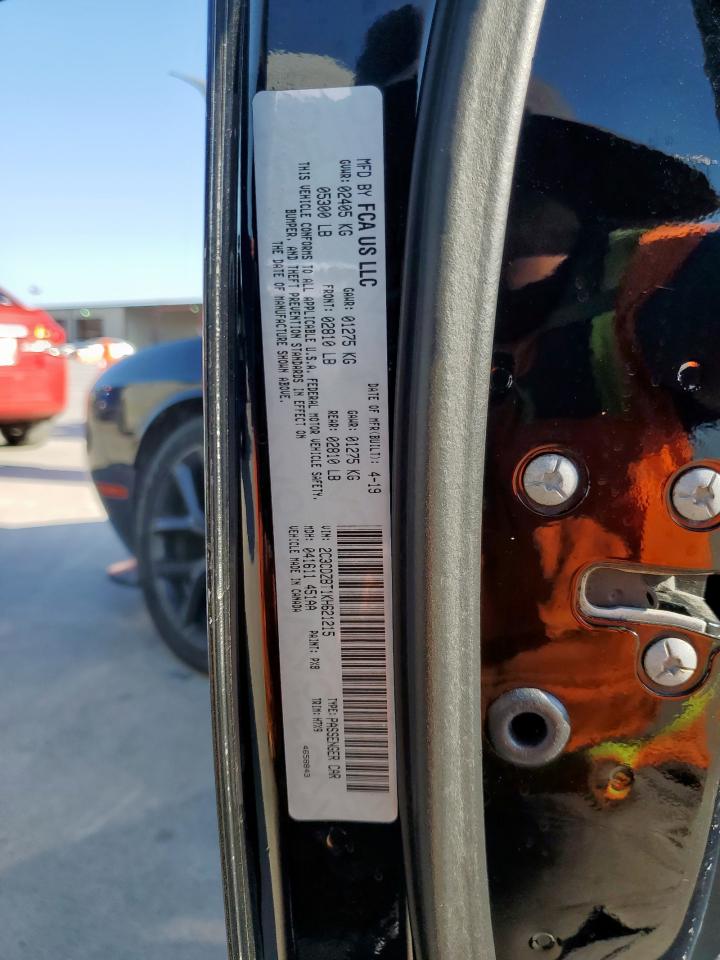 MFD BY FCA US LLC
DATE OF MFR(BUILT): 4-19
GVWR: 02405 KG
GAWR: 01275 KG
GAWR: 01275 KG
05300 LB
FRONT: 02810 LB
REAR: 02810 LB
THIS VEHICLE CONFORMS TO ALL APPLICABLE U.S.A. FEDERAL MOTOR VEHICLE SAFETY,
BUMPER, AND THEFT PREVENTION STANDARDS IN EFFECT ON
THE DATE OF MANUFACTURE SHOWN ABOVE.
VIN: 2C3CDZBT1KH621215
TYPE: PASSENGER CAR
MDH: 041611 451AA
PAINT: PX8
TRIM: H7X9
VEHICLE MADE IN CANADA
4656843